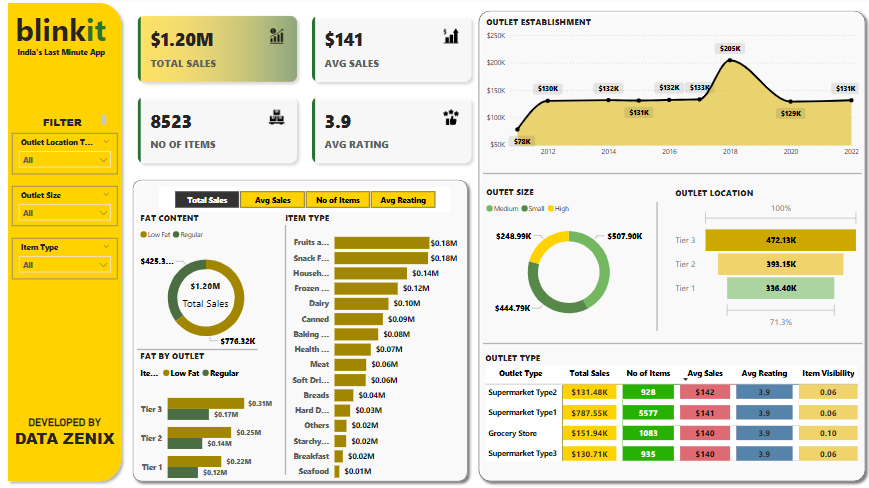 blinkit
India's Last Minute App
FILTER
Outlet Location T...
All
Outlet Size
All
Item Type
All
DEVELOPED BY
DATA ZENIX
$1.20M
TOTAL SALES
$141
AVG SALES
8523
NO OF ITEMS
3.9
AVG RATING
OUTLET ESTABLISHMENT
$250K
$200K
$150K
$100K
$50K
$78K
$130K
$132K
$131K
$132K
$133K
$205K
$129K
$131K
2012
2014
2016
2018
2020
2022
Total Sales
Avg Sales
No of Items
Avg Reating
FAT CONTENT
Low Fat
Regular
$425.3...
$1.20M
Total Sales
$776.32K
FAT BY OUTLET
Ite...
Low Fat
Regular
Tier 3
$0.31M
$0.17M
Tier 2
$0.25M
$0.14M
Tier 1
$0.22M
$0.12M
ITEM TYPE
Fruits a...
$0.18M
Snack F...
$0.18M
Househ...
$0.14M
Frozen ...
$0.12M
Dairy
$0.10M
Canned
$0.09M
Baking ...
$0.08M
Health ...
$0.07M
Meat
$0.06M
Soft Dri...
$0.06M
Breads
$0.04M
Hard D...
$0.03M
Others
$0.02M
Starchy...
$0.02M
Breakfast
$0.02M
Seafood
$0.01M
OUTET SIZE
Medium
Small
High
$248.99K
$507.90K
$444.79K
OUTLET LOCATION
100%
Tier 3
472.13K
Tier 2
393.15K
Tier 1
336.40K
71.3%
OUTLET TYPE
Outlet Type Total Sales No of Items Avg Sales Avg Reating Item Visibility
Supermarket Type2 $131.48K 928 $142 3.9 0.06
Supermarket Type1 $787.55K 5577 $141 3.9 0.06
Grocery Store $151.94K 1083 $140 3.9 0.10
Supermarket Type3 $130.71K 935 $140 3.9 0.06